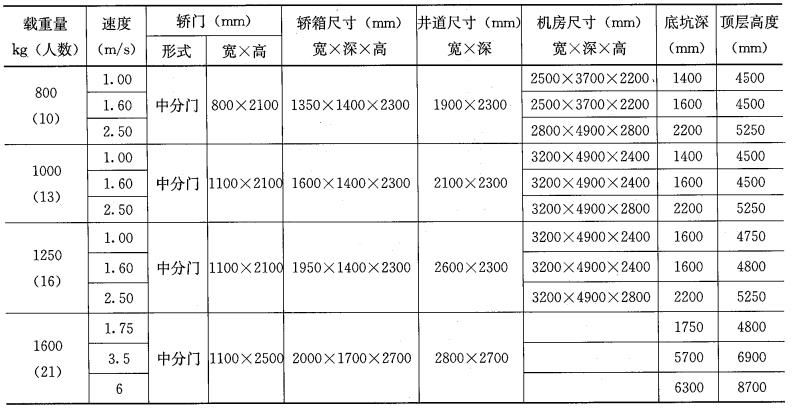 载重量 速度 轿门（mm） 轿箱尺寸（mm） 井道尺寸（mm） 机房尺寸（mm） 底坑深 顶层高度
kg（人数） (m/s) 形式 宽×高 宽×深×高 宽×深 宽×深×高 （mm） （mm）
800 1.00 2500×3700×2200 1400 4500
1.60 中分门 800×2100 1350×1400×2300 1900×2300 2500×3700×2200 1600 4500
（10） 2.50 2800×4900×2800 2200 5250
1000 1.00 3200×4900×2400 1400 4500
1.60 中分门 1100×2100 1600×1400×2300 2100×2300 3200×4900×2400 1600 4500
（13） 2.50 3200×4900×2800 2200 5250
1250 1.00 3200×4900×2400 1600 4750
1.60 中分门 1100×2100 1950×1400×2300 2600×2300 3200×4900×2400 1600 4800
（16） 2.50 3200×4900×2800 2200 5250
1600 1.75 1750 4800
3.5 中分门 1100×2500 2000×1700×2700 2800×2700 5700 6900
（21） 6 6300 8700